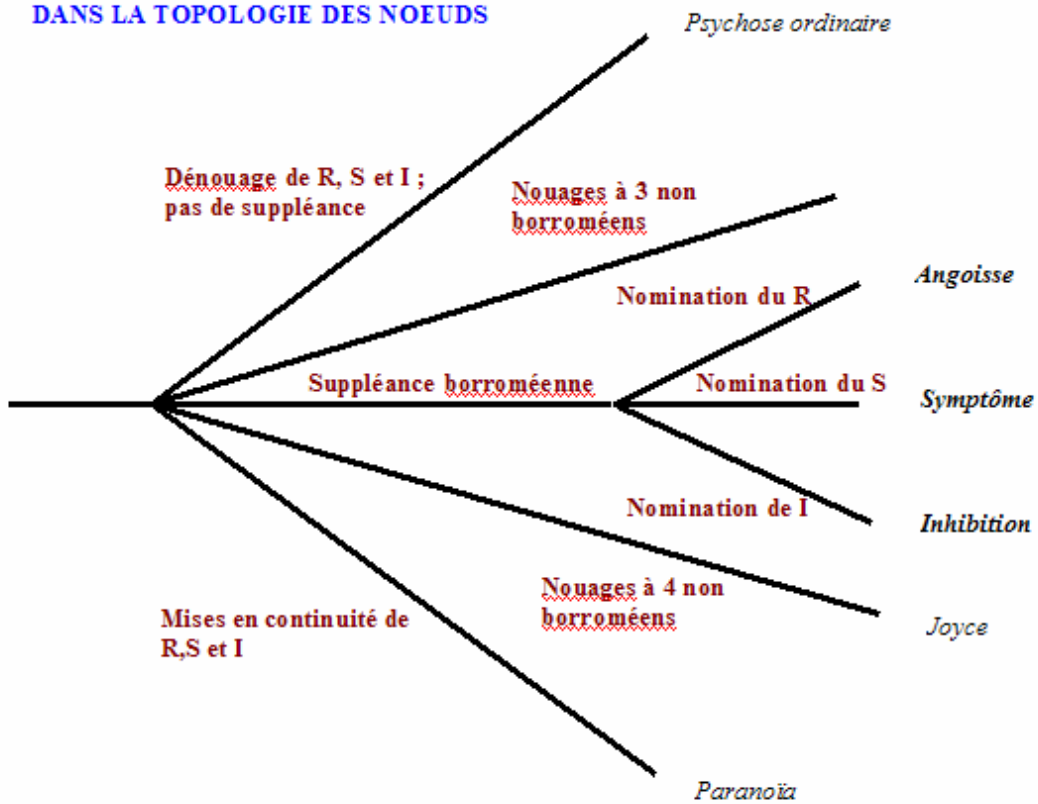 DANS LA TOPOLOGIE DES NOEUDS
Psychose ordinaire
Dénouage de R, S et I ;
pas de suppléance
Nouages à 3 non
borroméens
Angoisse
Nomination du R
Suppléance borroméenne
Nomination du S
Symptôme
Nomination de I
Inhibition
Nouages à 4 non
borroméens
Joyce
Mises en continuité de
R,S et I
Paranoïa